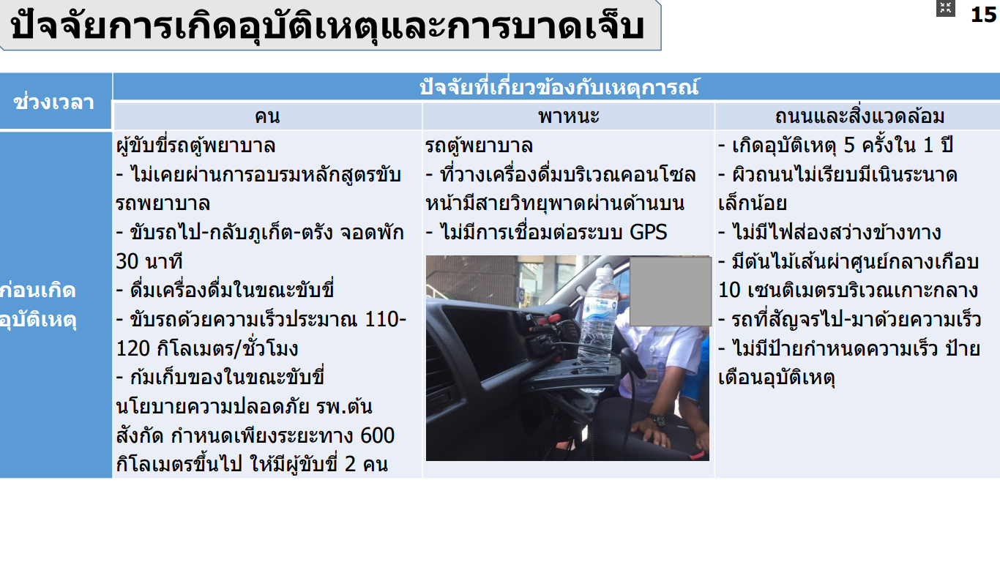 15
ปัจจัยการเกิดอุบัติเหตุและการบาดเจ็บ
ช่วงเวลา
ปัจจัยที่เกี่ยวข้องกับเหตุการณ์
คน
พาหนะ
ถนนและสิ่งแวดล้อม
ก่อนเกิด
อุบัติเหตุ
ผู้ขับขี่รถตู้พยาบาล
- ไม่เคยผ่านการอบรมหลักสูตรขับ
รถพยาบาล
- ขับรถไป-กลับภูเก็ต-ตรัง จอดพัก
30 นาที
- ดื่มเครื่องดื่มในขณะขับขี่
- ขับรถด้วยความเร็วประมาณ 110-
120 กิโลเมตร/ชั่วโมง
- ก้มเก็บของในขณะขับขี่
นโยบายความปลอดภัย รพ.ต้น
สังกัด กำหนดเพียงระยะทาง 600
กิโลเมตรขึ้นไป ให้มีผู้ขับขี่ 2 คน
รถตู้พยาบาล
- ที่วางเครื่องดื่มบริเวณคอนโซล
หน้ามีสายวิทยุพาดผ่านด้านบน
- ไม่มีการเชื่อมต่อระบบ GPS
- เกิดอุบัติเหตุ 5 ครั้งใน 1 ปี
- ผิวถนนไม่เรียบมีเนินระนาด
เล็กน้อย
- ไม่มีไฟส่องสว่างข้างทาง
- มีต้นไม้เส้นผ่าศูนย์กลางเกือบ
10 เซนติเมตรบริเวณเกาะกลาง
- รถที่สัญจรไป-มาด้วยความเร็ว
- ไม่มีป้ายกำหนดความเร็ว ป้าย
เตือนอุบัติเหตุ